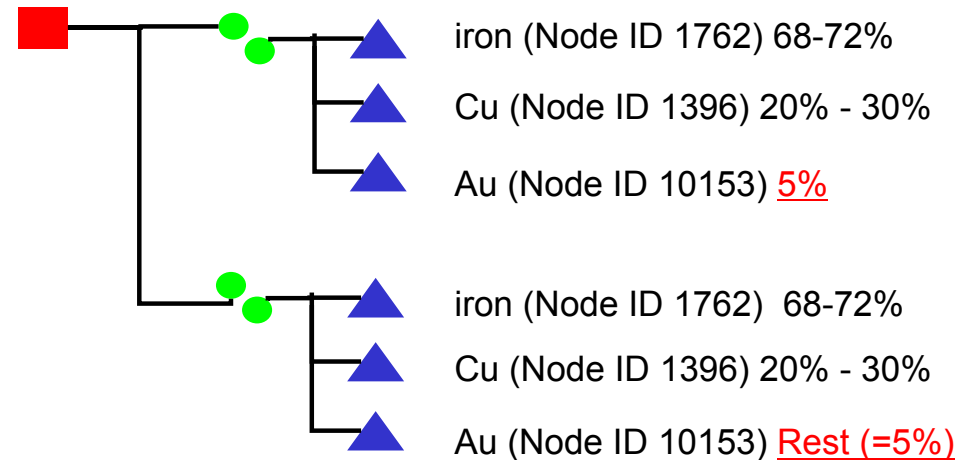 iron (Node ID 1762) 68-72%
Cu (Node ID 1396) 20% - 30%
Au (Node ID 10153) 5%
iron (Node ID 1762) 68-72%
Cu (Node ID 1396) 20% - 30%
Au (Node ID 10153) Rest (=5%)